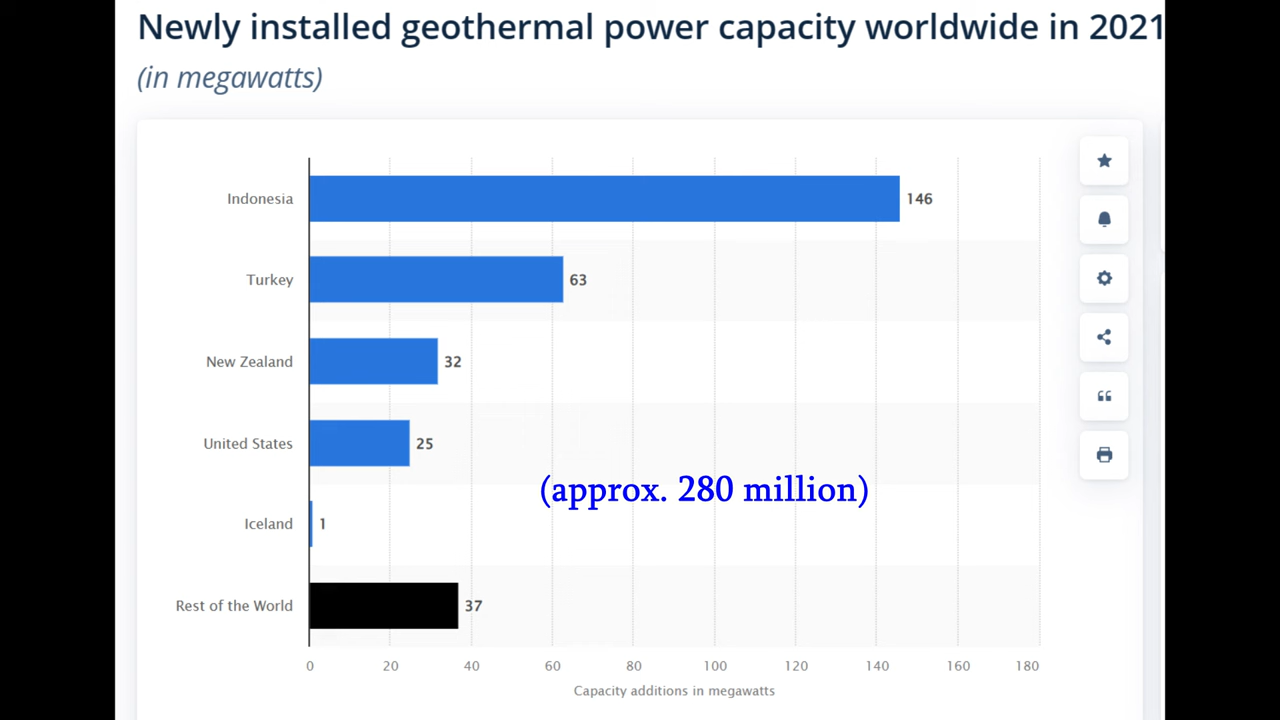 Newly installed geothermal power capacity worldwide in 2021
(in megawatts)
Indonesia 146
Turkey 63
New Zealand 32
United States 25
(approx. 280 million)
Iceland 1
Rest of the World 37
0 20 40 60 80 100 120 140 160 180
Capacity additions in megawatts